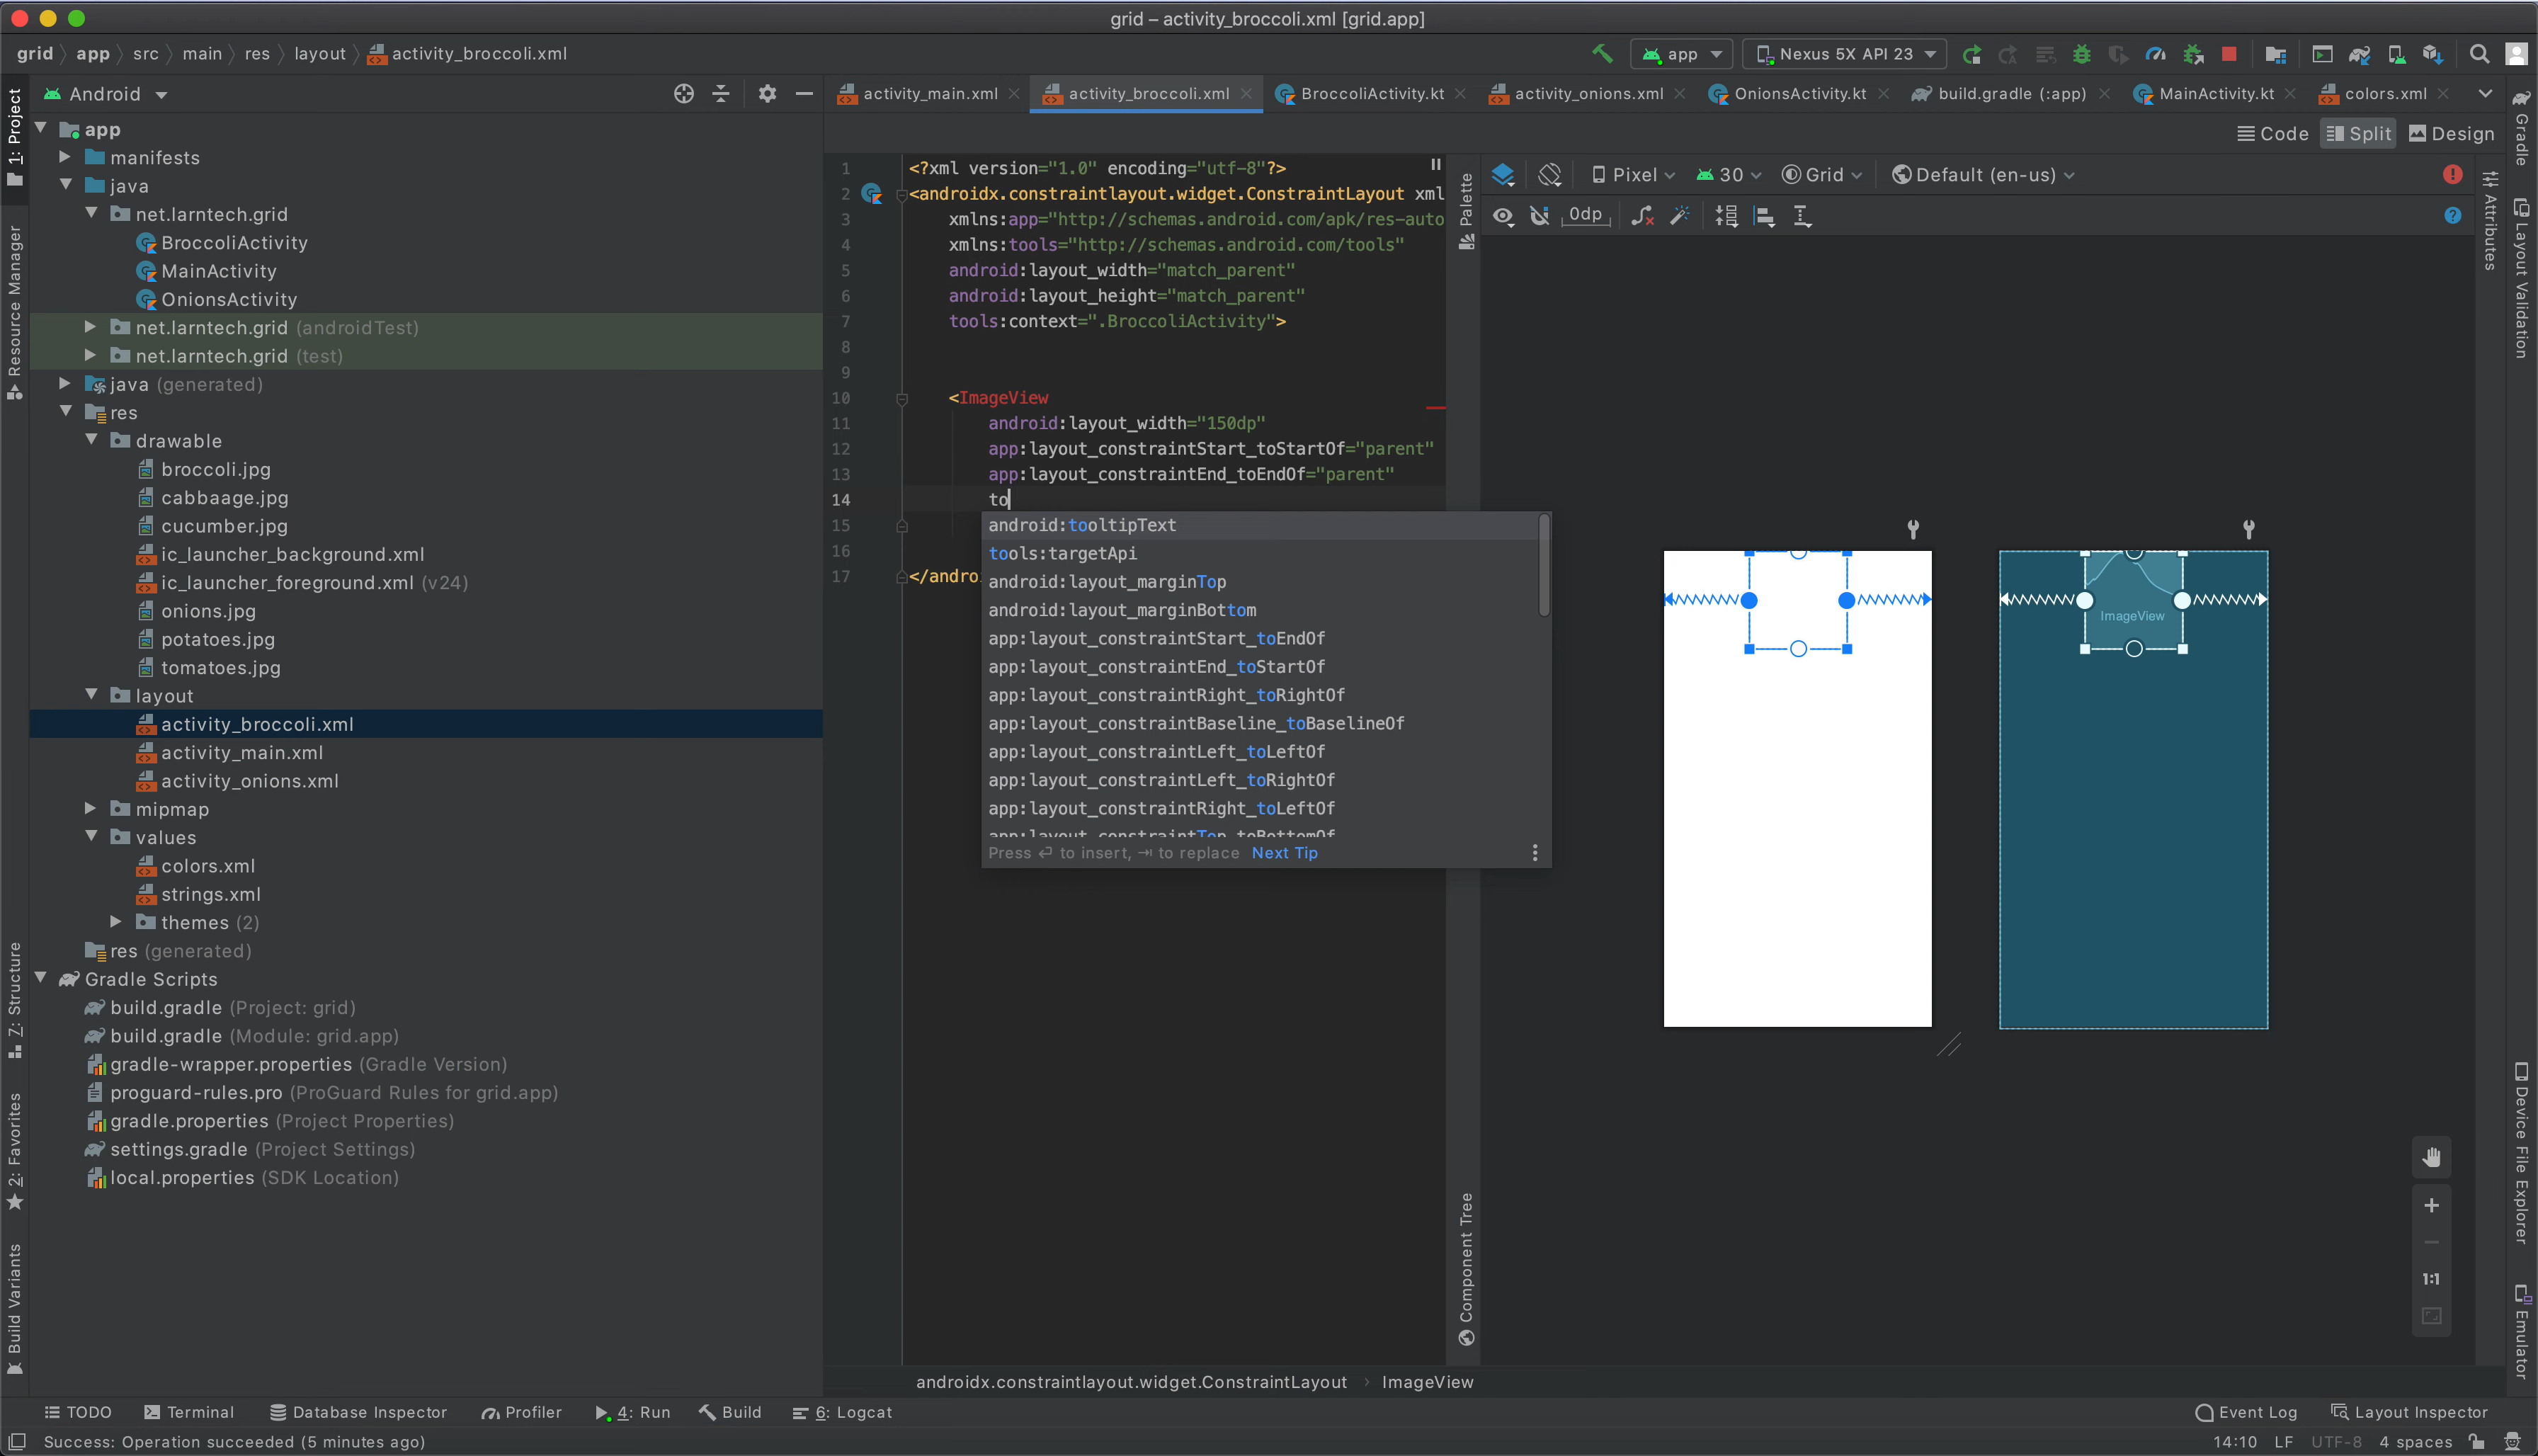 grid – activity_broccoli.xml [grid.app]
grid app src main res layout activity_broccoli.xml
app Nexus 5X API 23
1: Project
Resource Manager
7: Structure
2: Favorites
Build Variants
Android
app
manifests
java
net.larntech.grid
BroccoliActivity
MainActivity
OnionsActivity
net.larntech.grid (androidTest)
net.larntech.grid (test)
java (generated)
res
drawable
broccoli.jpg
cabbaage.jpg
cucumber.jpg
ic_launcher_background.xml
ic_launcher_foreground.xml (v24)
onions.jpg
potatoes.jpg
tomatoes.jpg
layout
activity_broccoli.xml
activity_main.xml
activity_onions.xml
mipmap
values
colors.xml
strings.xml
themes (2)
res (generated)
Gradle Scripts
build.gradle (Project: grid)
build.gradle (Module: grid.app)
gradle-wrapper.properties (Gradle Version)
proguard-rules.pro (ProGuard Rules for grid.app)
gradle.properties (Project Properties)
settings.gradle (Project Settings)
local.properties (SDK Location)
activity_main.xml activity_broccoli.xml BroccoliActivity.kt activity_onions.xml OnionsActivity.kt build.gradle (:app) MainActivity.kt colors.xml
Code Split Design
1 <?xml version="1.0" encoding="utf-8"?>
2 <androidx.constraintlayout.widget.ConstraintLayout xml
3 xmlns:app="http://schemas.android.com/apk/res-auto
4 xmlns:tools="http://schemas.android.com/tools"
5 android:layout_width="match_parent"
6 android:layout_height="match_parent"
7 tools:context=".BroccoliActivity">
8
9
10 <ImageView
11 android:layout_width="150dp"
12 app:layout_constraintStart_toStartOf="parent"
13 app:layout_constraintEnd_toEndOf="parent"
14 to
15
16
17 </andro
android:tooltipText
tools:targetApi
android:layout_marginTop
android:layout_marginBottom
app:layout_constraintStart_toEndOf
app:layout_constraintEnd_toStartOf
app:layout_constraintRight_toRightOf
app:layout_constraintBaseline_toBaselineOf
app:layout_constraintLeft_toLeftOf
app:layout_constraintLeft_toRightOf
app:layout_constraintRight_toLeftOf
app:layout_constraintTop_toBottomOf
Press ↵ to insert, ⇥ to replace Next Tip
Palette
Component Tree
Pixel 30 Grid Default (en-us)
0dp
ImageView
1:1
Attributes
Gradle
Layout Validation
Device File Explorer
Emulator
androidx.constraintlayout.widget.ConstraintLayout › ImageView
TODO Terminal Database Inspector Profiler 4: Run Build 6: Logcat Event Log Layout Inspector
Success: Operation succeeded (5 minutes ago) 14:10 LF UTF-8 4 spaces